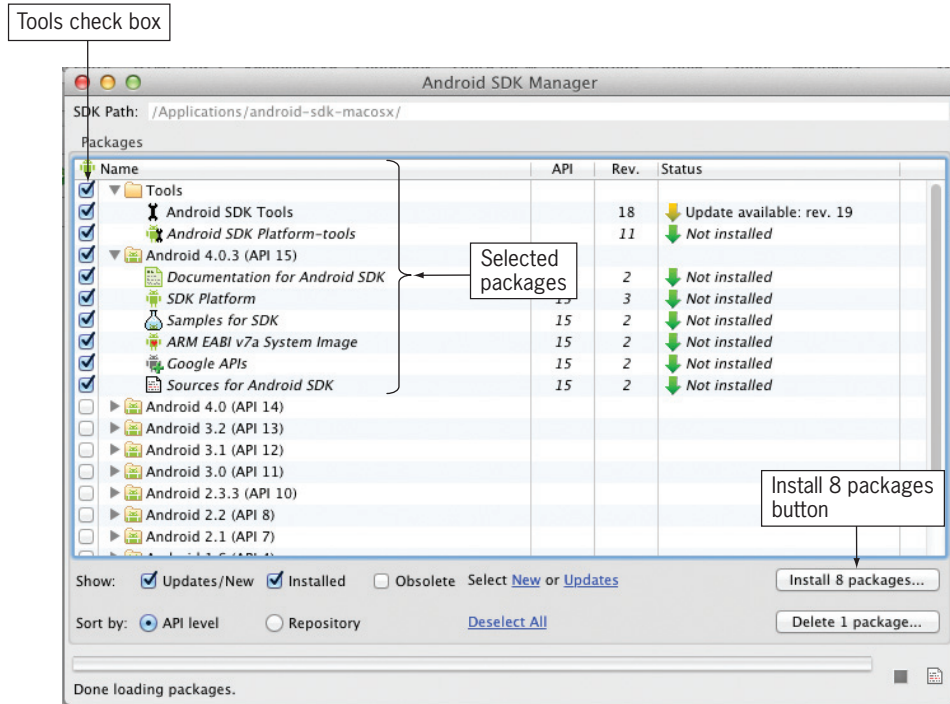 Tools check box
Android SDK Manager
SDK Path: /Applications/android-sdk-macosx/
Packages
Name API Rev. Status
Tools
Android SDK Tools 18 Update available: rev. 19
Android SDK Platform-tools 11 Not installed
Android 4.0.3 (API 15)
Selected packages
Documentation for Android SDK 2 Not installed
SDK Platform 15 3 Not installed
Samples for SDK 15 2 Not installed
ARM EABI v7a System Image 15 2 Not installed
Google APIs 15 2 Not installed
Sources for Android SDK 15 2 Not installed
Android 4.0 (API 14)
Android 3.2 (API 13)
Android 3.1 (API 12)
Android 3.0 (API 11)
Android 2.3.3 (API 10)
Android 2.2 (API 8)
Android 2.1 (API 7)
Install 8 packages button
Show: Updates/New Installed Obsolete Select New or Updates Install 8 packages...
Sort by: API level Repository Deselect All Delete 1 package...
Done loading packages.